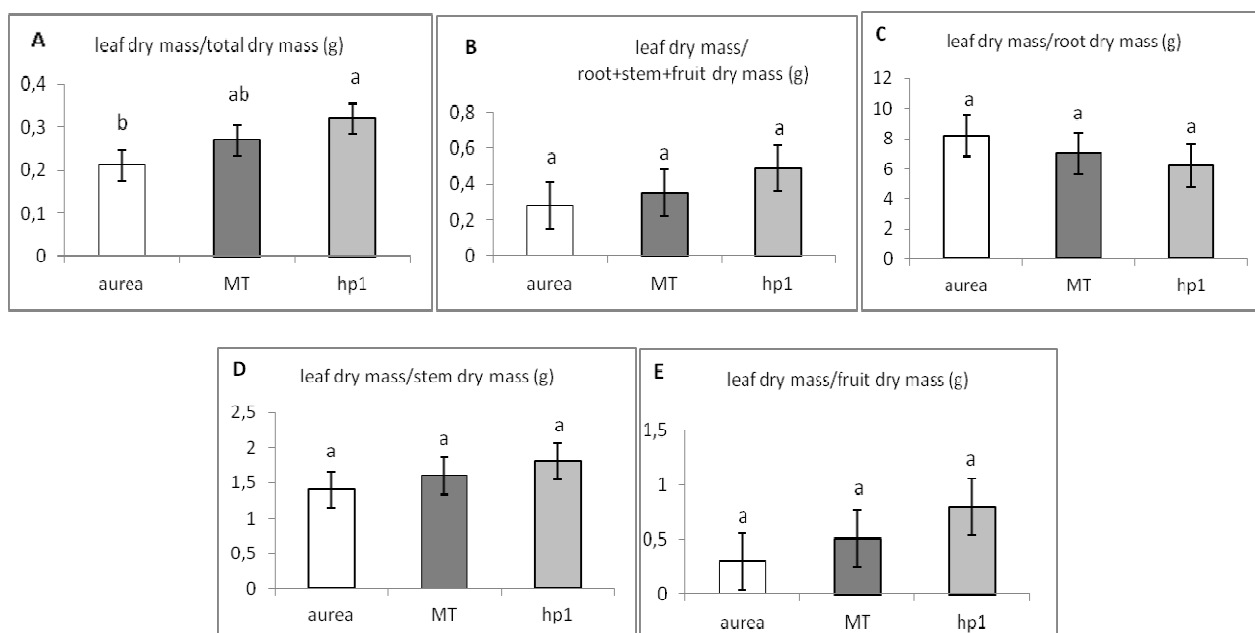 A
leaf dry mass/total dry mass (g)
0,4
0,3
0,2
0,1
0
b
ab
a
aurea
MT
hp1
B
leaf dry mass/
root+stem+fruit dry mass (g)
0,8
0,6
0,4
0,2
0
a
a
a
aurea
MT
hp1
C
leaf dry mass/root dry mass (g)
12
10
8
6
4
2
0
a
a
a
aurea
MT
hp1
D
leaf dry mass/stem dry mass (g)
2,5
2
1,5
1
0,5
0
a
a
a
aurea
MT
hp1
E
leaf dry mass/fruit dry mass (g)
1,5
1
0,5
0
a
a
a
aurea
MT
hp1